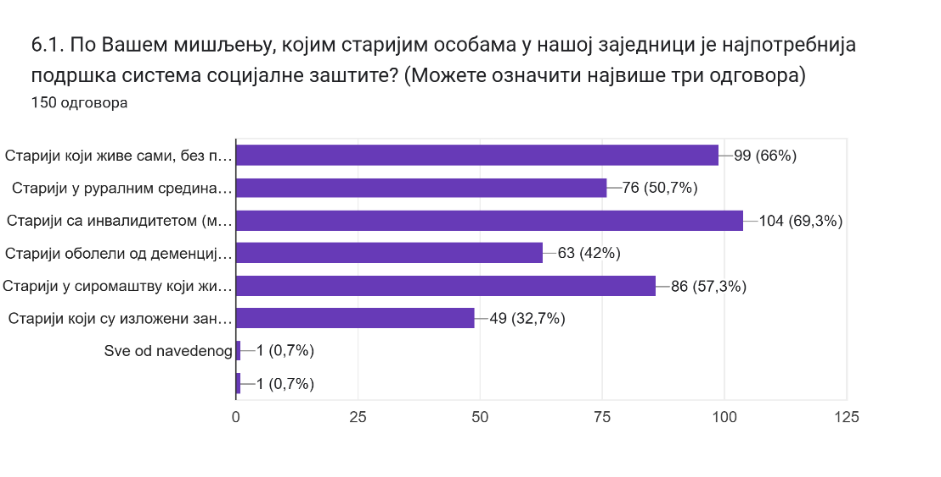 6.1. По Вашем мишљењу, којим старијим особама у нашој заједници је најпотребнија
подршка система социјалне заштите? (Можете означити највише три одговора)
150 одговора
Старији који живе сами, без п... 99 (66%)
Старији у руралним средина... 76 (50,7%)
Старији са инвалидитетом (м... 104 (69,3%)
Старији оболели од деменциј... 63 (42%)
Старији у сиромаштву који жи... 86 (57,3%)
Старији који су изложени зан... 49 (32,7%)
Sve od navedenog 1 (0,7%)
1 (0,7%)
0 25 50 75 100 125